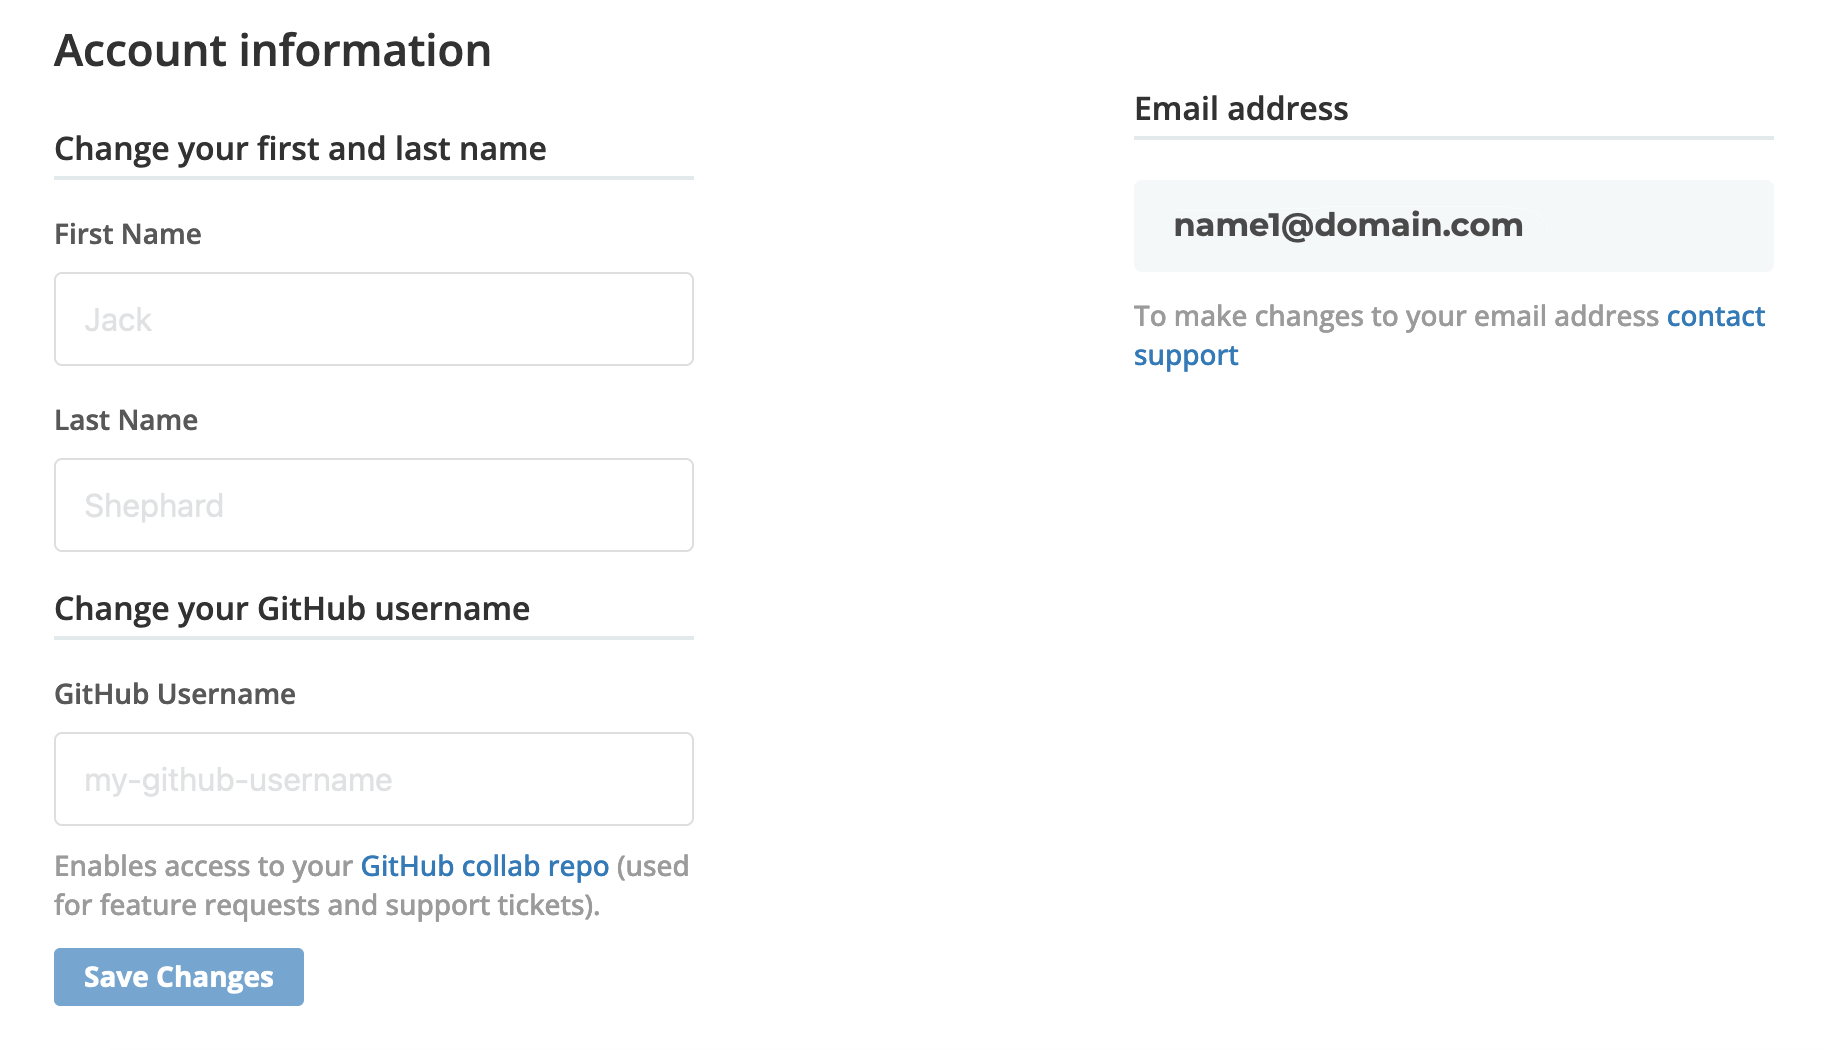 Account information
Change your first and last name
First Name
Jack
Last Name
Shephard
Change your GitHub username
GitHub Username
my-github-username
Enables access to your GitHub collab repo (used
for feature requests and support tickets).
Save Changes
Email address
name1@domain.com
To make changes to your email address contact
support